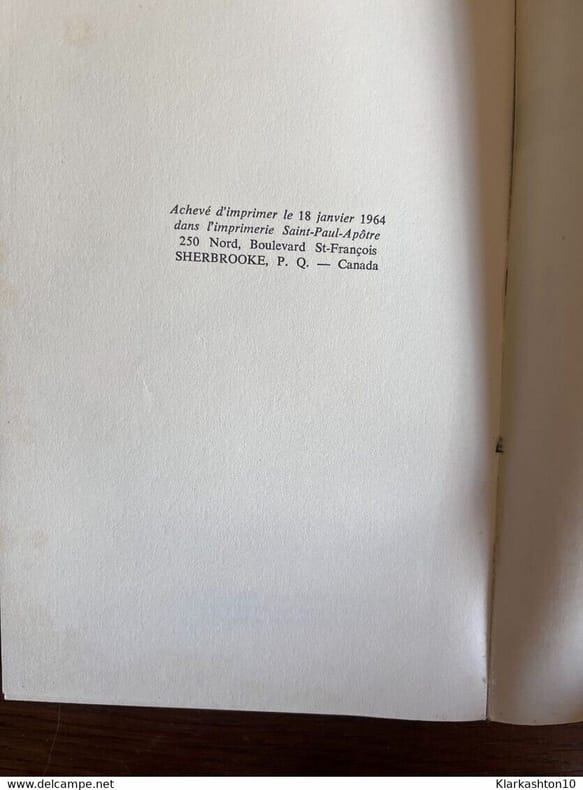 Achevé d'imprimer le 18 janvier 1964
dans l'imprimerie Saint-Paul-Apôtre
250 Nord, Boulevard St-François
SHERBROOKE, P. Q. — Canada
www.delcampe.net
Klarkashton10